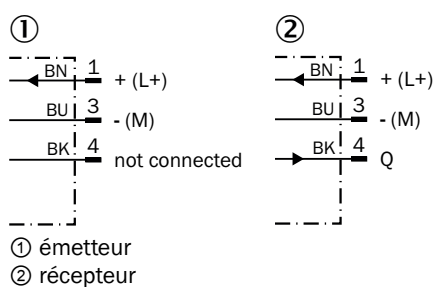 ① ②
BN 1 + (L+) BN 1 + (L+)
BU 3 - (M) BU 3 - (M)
BK 4 not connected BK 4 Q
① émetteur
② récepteur